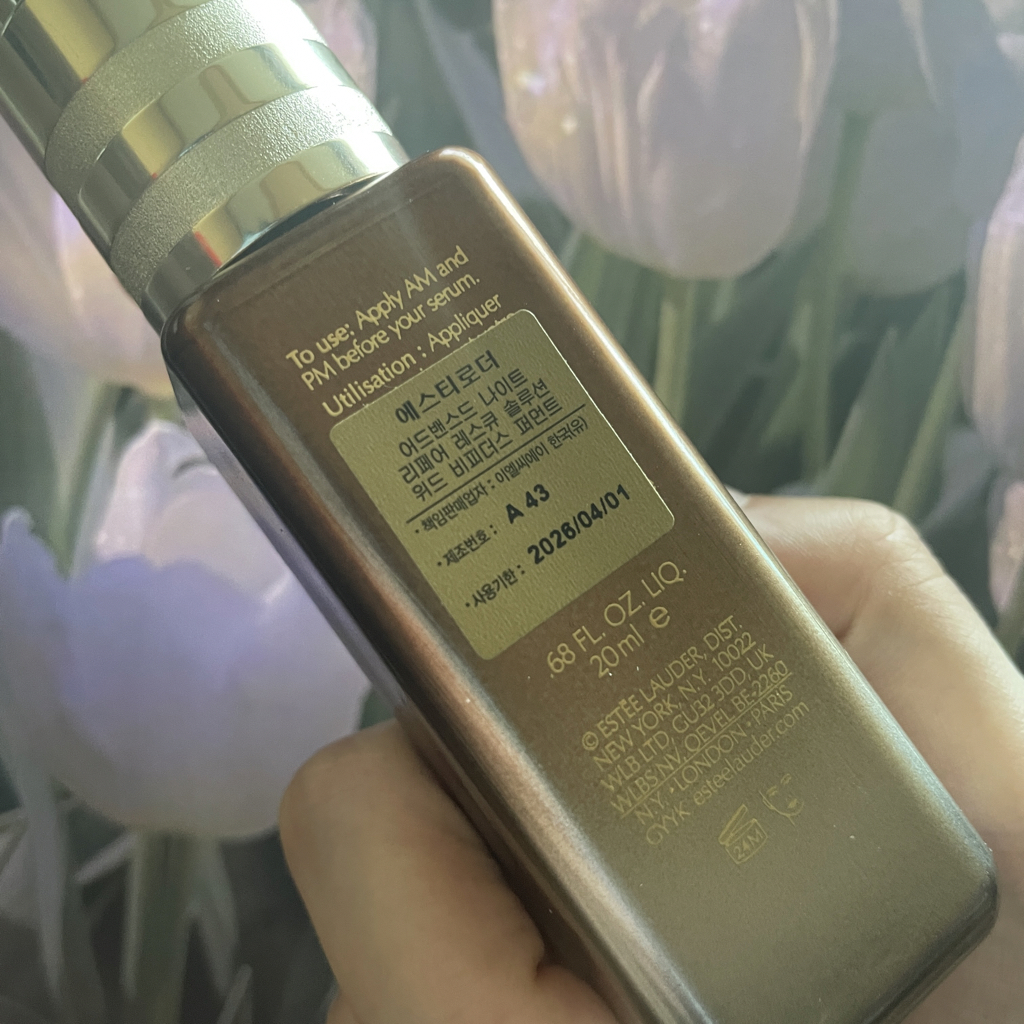 To use: Apply AM and
PM before your serum.
Utilisation : Appliquer
에스티로더
어드밴스드 나이트
리페어 레스큐 솔루션
위드 비피더스 퍼먼트
· 책임판매업자 : 이엘씨에이 한국(유)
· 제조번호 : A 43
· 사용기한 : 2026/04/01
.68 FL. OZ. LIQ.
20 ml e
© ESTĒE LAUDER, DIST.
NEW YORK, N.Y. 10022
WLB LTD GU32 3DD, UK
WLBS.NV, OEVEL BE-2260
N.Y. • LONDON • PARIS
GYYK esteelauder.com
24M